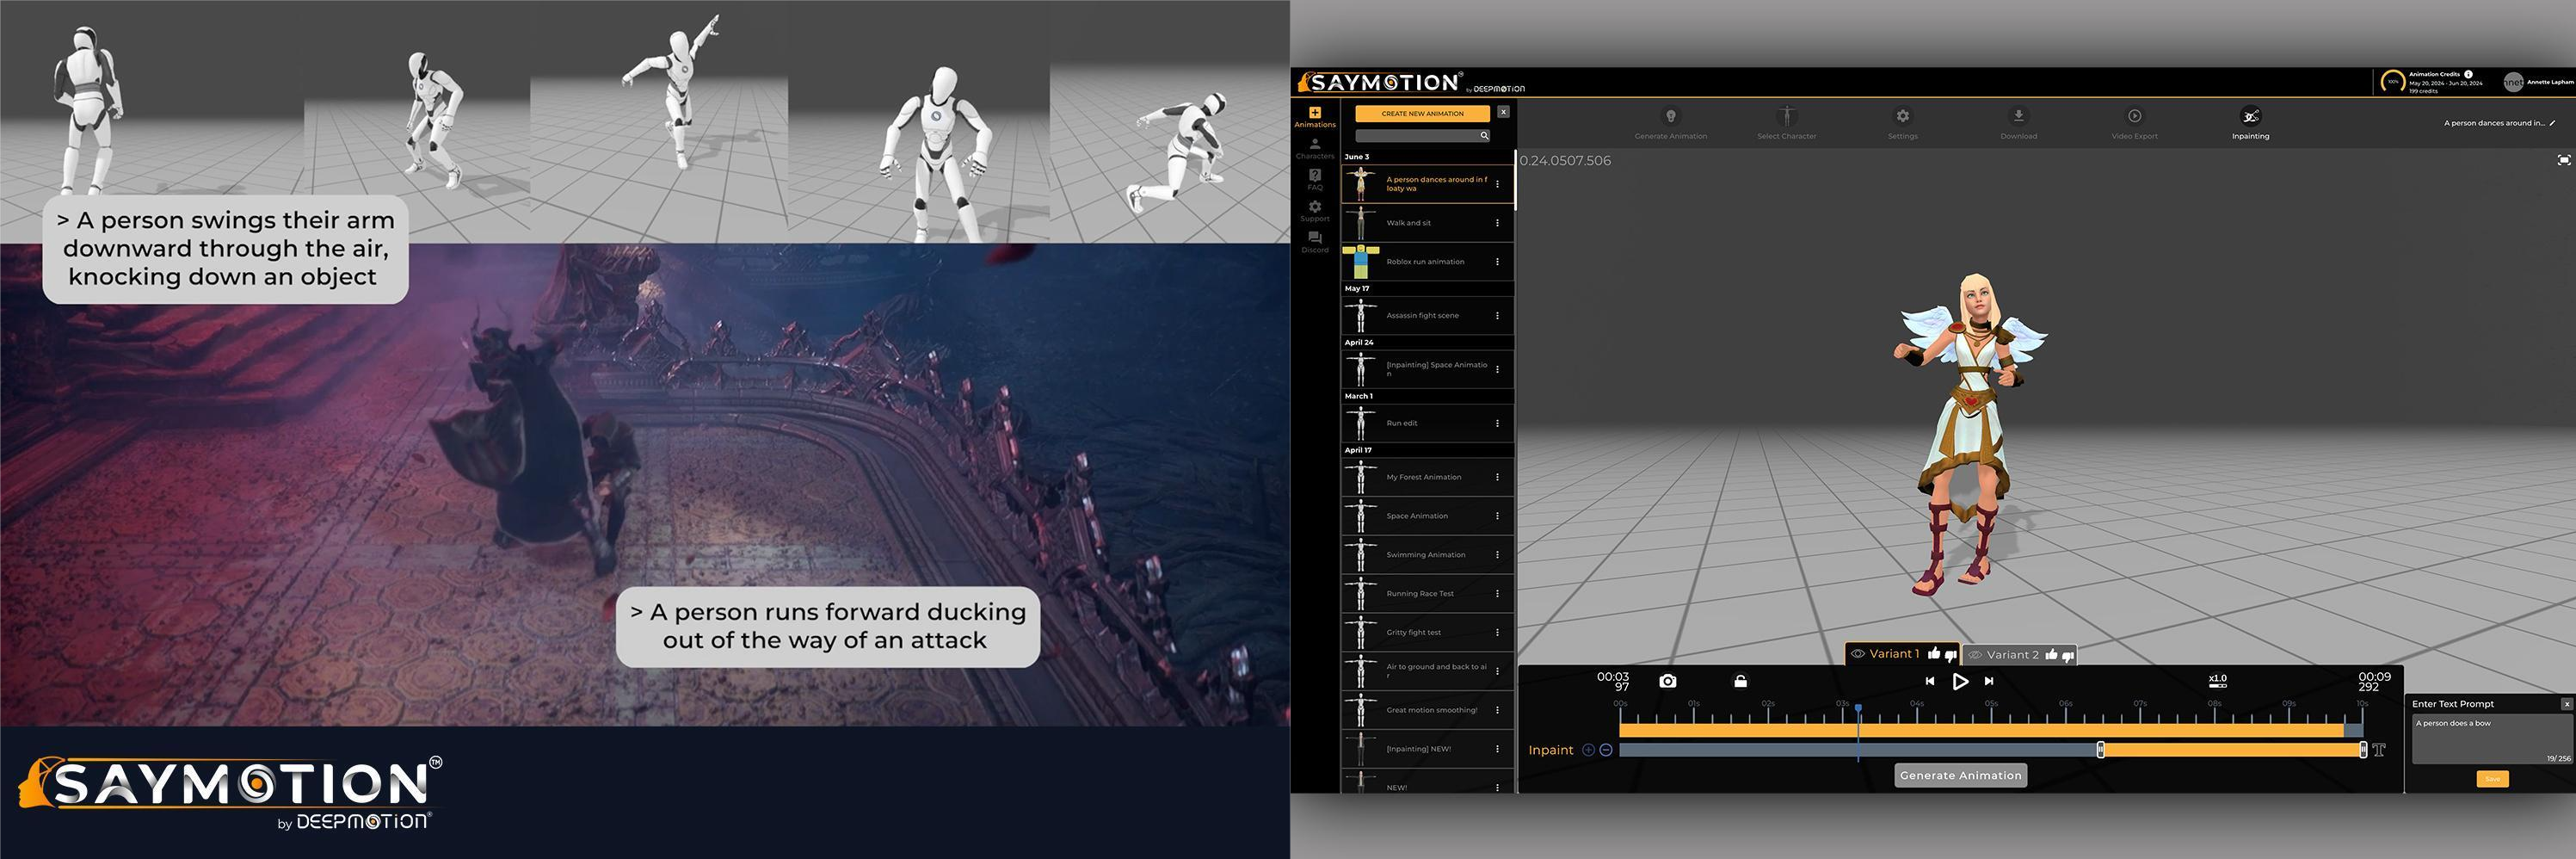 > A person swings their arm
downward through the air,
knocking down an object
> A person runs forward ducking
out of the way of an attack
SAYMOTION™
by DEEPMOTION®
SAYMOTION™
by DEEPMOTION
100%
Animation Credits
May 20, 2024 - Jun 20, 2024
199 credits
Annette Lapham
Animations
Characters
FAQ
Support
Discord
CREATE NEW ANIMATION
x
June 3
A person dances around in f
loaty wa
Walk and sit
Roblox run animation
May 17
Assassin fight scene
April 24
[Inpainting] Space Animatio
n
March 1
Run edit
April 17
My Forest Animation
Space Animation
Swimming Animation
Running Race Test
Gritty fight test
Air to ground and back to ai
r
Great motion smoothing!
[Inpainting] NEW!
NEW!
Generate Animation
Select Character
Settings
Download
Video Export
Inpainting
A person dances around in...
0.24.0507.506
Variant 1
Variant 2
00:03
97
x1.0
00:09
292
00s 01s 02s 03s 04s 05s 06s 07s 08s 09s 10s
Inpaint
T
Generate Animation
Enter Text Prompt
x
A person does a bow
19/ 256
Save